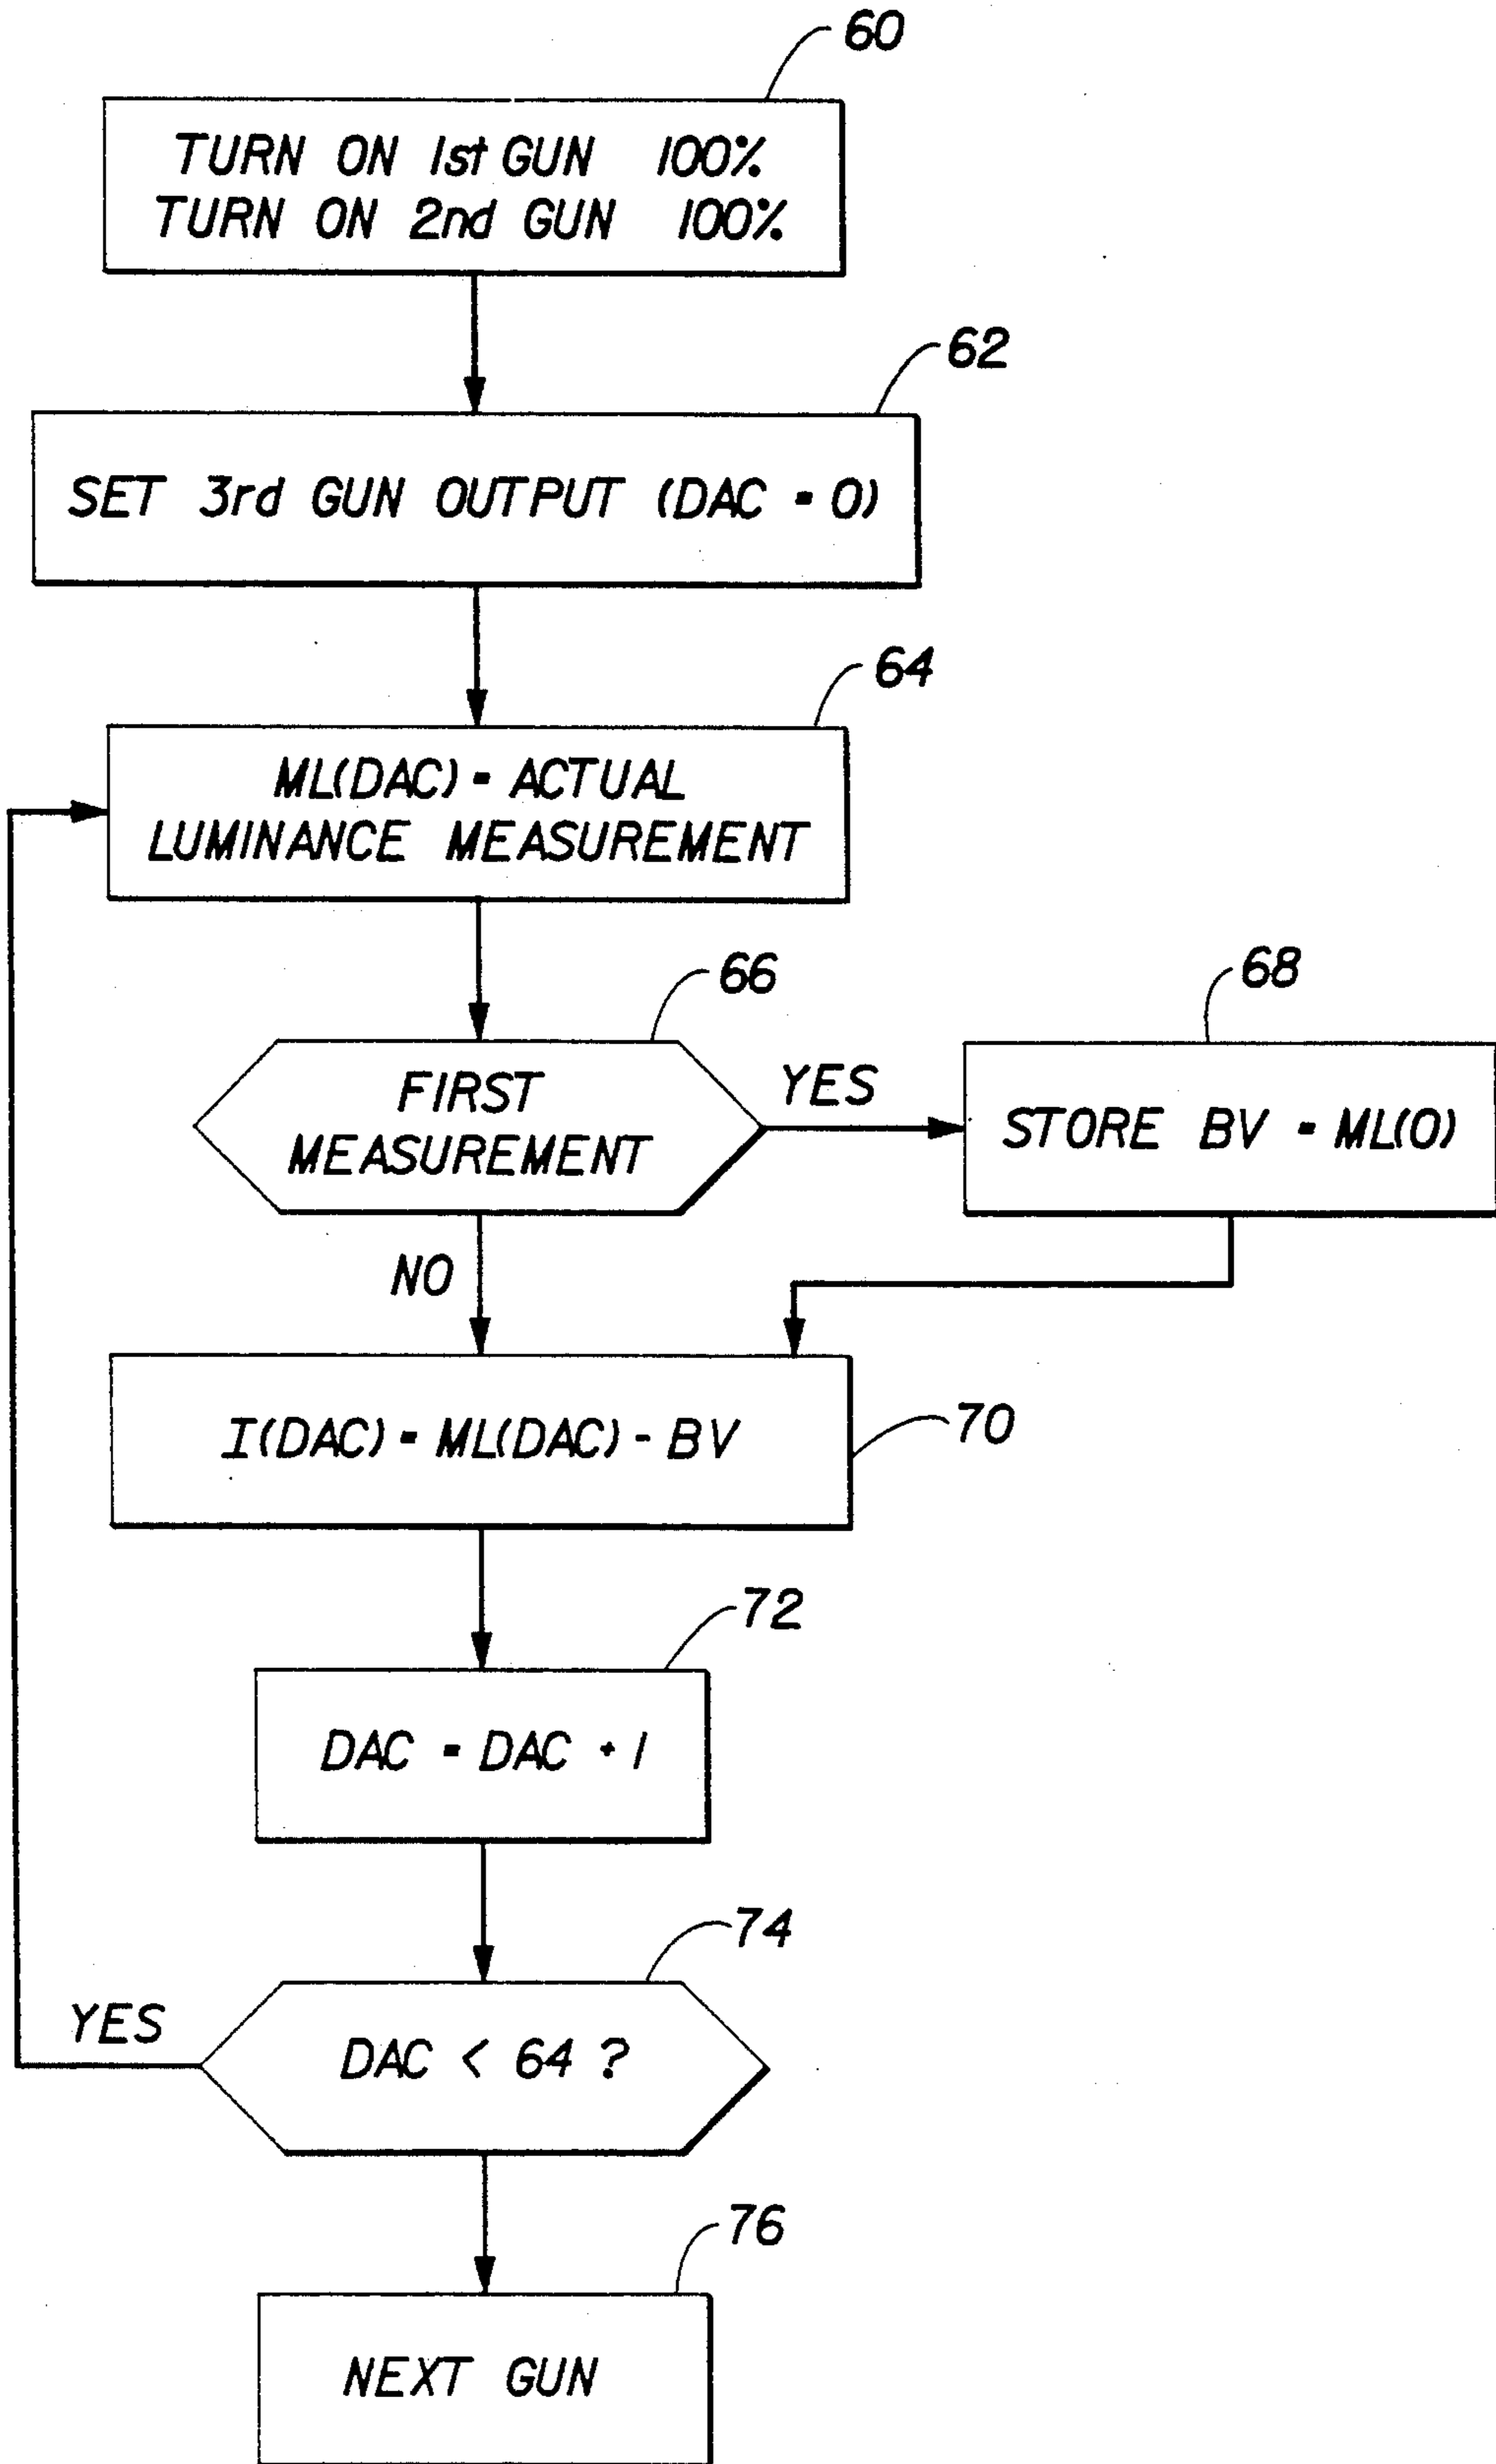 60
TURN ON 1st GUN 100%
TURN ON 2nd GUN 100%
62
SET 3rd GUN OUTPUT (DAC = 0)
64
ML(DAC) = ACTUAL
LUMINANCE MEASUREMENT
66
FIRST
MEASUREMENT
YES
68
STORE BV = ML(0)
NO
I(DAC) = ML(DAC) - BV
70
72
DAC = DAC + 1
74
YES
DAC < 64 ?
76
NEXT GUN